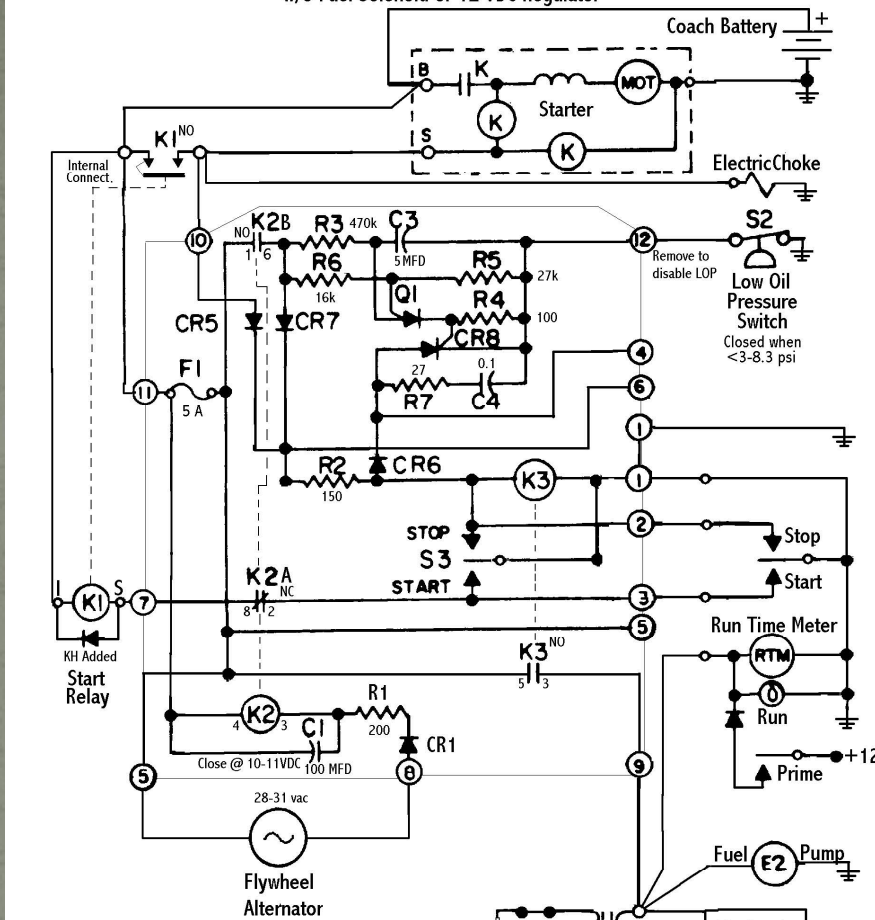 Coach Battery
+
B
K
MOT
Starter
K
K1 NO
S
K
Internal
Connect.
ElectricChoke
10
NO
K2B
1
6
R3
470k
C3
5MFD
12
S2
Remove to
disable LOP
Low Oil
Pressure
Switch
Closed when
<3-8.3 psi
R6
16k
R5
27k
Q1
R4
100
CR5
CR7
CR8
4
F1
5 A
11
27
R7
0.1
C4
6
1
R2
150
CR6
K3
1
STOP
2
Stop
S3
START
Start
K2A
NC
8
2
I
K1
S
7
3
5
KH Added
Start
Relay
Run Time Meter
RTM
K3 NO
5
3
Run
4
K2
3
R1
200
C1
Close @ 10-11VDC
100 MFD
CR1
+12
Prime
5
8
9
28-31 vac
Flywheel
Alternator
Fuel
E2
Pump